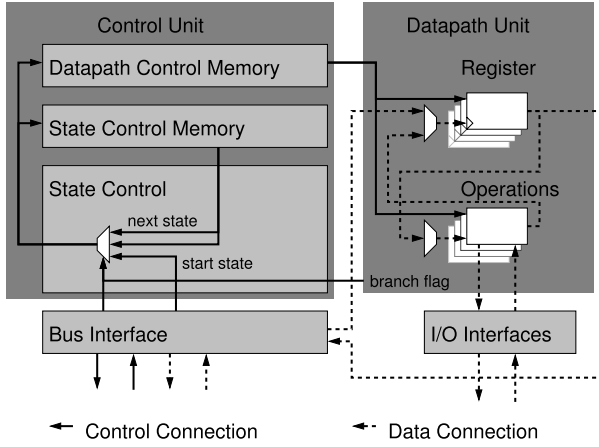 Control Unit
Datapath Unit
Datapath Control Memory
Register
State Control Memory
State Control
Operations
next state
start state
branch flag
Bus Interface
I/O Interfaces
Control Connection
Data Connection